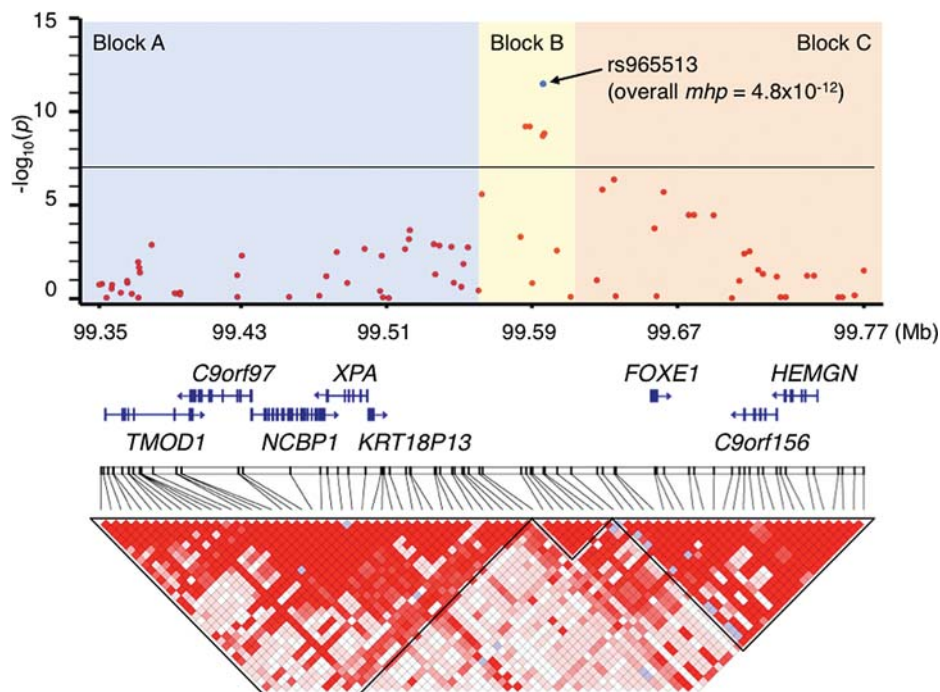 15
Block A
Block B
Block C
rs965513
(overall mhp = 4.8x10-12)
10
-log10(p)
5
0
99.35
99.43
99.51
99.59
99.67
99.77 (Mb)
C9orf97
XPA
FOXE1
HEMGN
TMOD1
NCBP1
KRT18P13
C9orf156